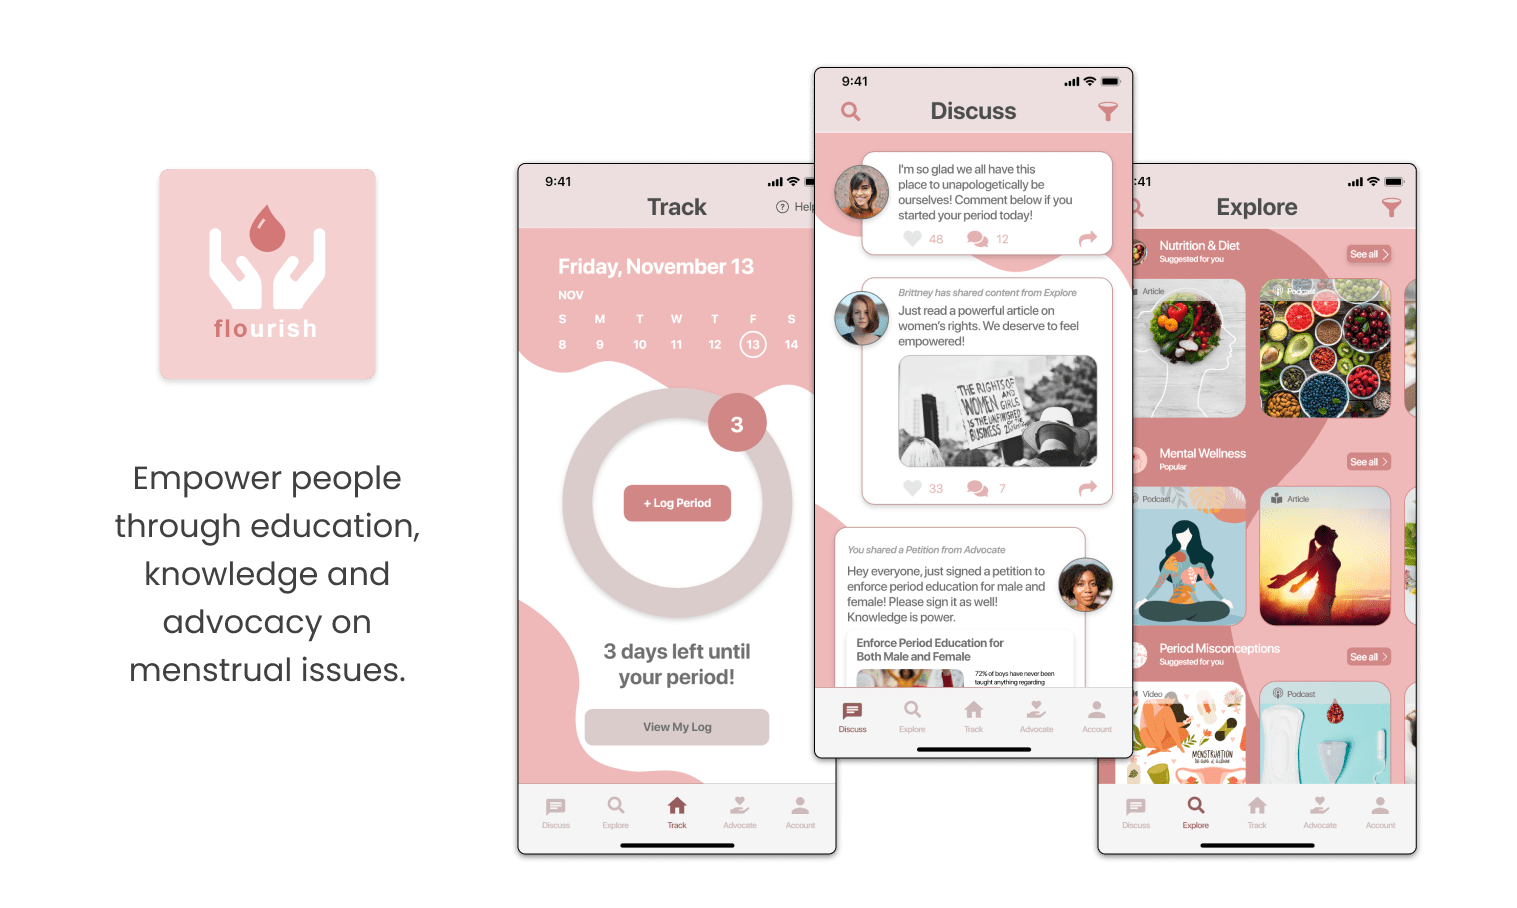 flourish
Empower people
through education,
knowledge and
advocacy on
menstrual issues.
9:41
Track
Help
Friday, November 13
NOV
S M T W T F S
8 9 10 11 12 13 14
3
+ Log Period
3 days left until
your period!
View My Log
Discuss Explore Track Advocate Account
9:41
Discuss
I'm so glad we all have this
place to unapologetically be
ourselves! Comment below if you
started your period today!
48 12
Brittney has shared content from Explore
Just read a powerful article on
women's rights. We deserve to feel
empowered!
THE RIGHTS OF
WOMEN AND
GIRLS
IS THE UNFINISHED
BUSINESS
33 7
You shared a Petition from Advocate
Hey everyone, just signed a petition to
enforce period education for male and
female! Please sign it as well!
Knowledge is power.
Enforce Period Education for
Both Male and Female
72% of boys have never been
taught anything regarding
Discuss Explore Track Advocate Account
:41
Explore
Nutrition & Diet
Suggested for you
See all
Article
Podcast
Mental Wellness
Popular
See all
Podcast
Article
Period Misconceptions
Suggested for you
See all
Video
Podcast
MENSTRUATION
Discuss Explore Track Advocate Account